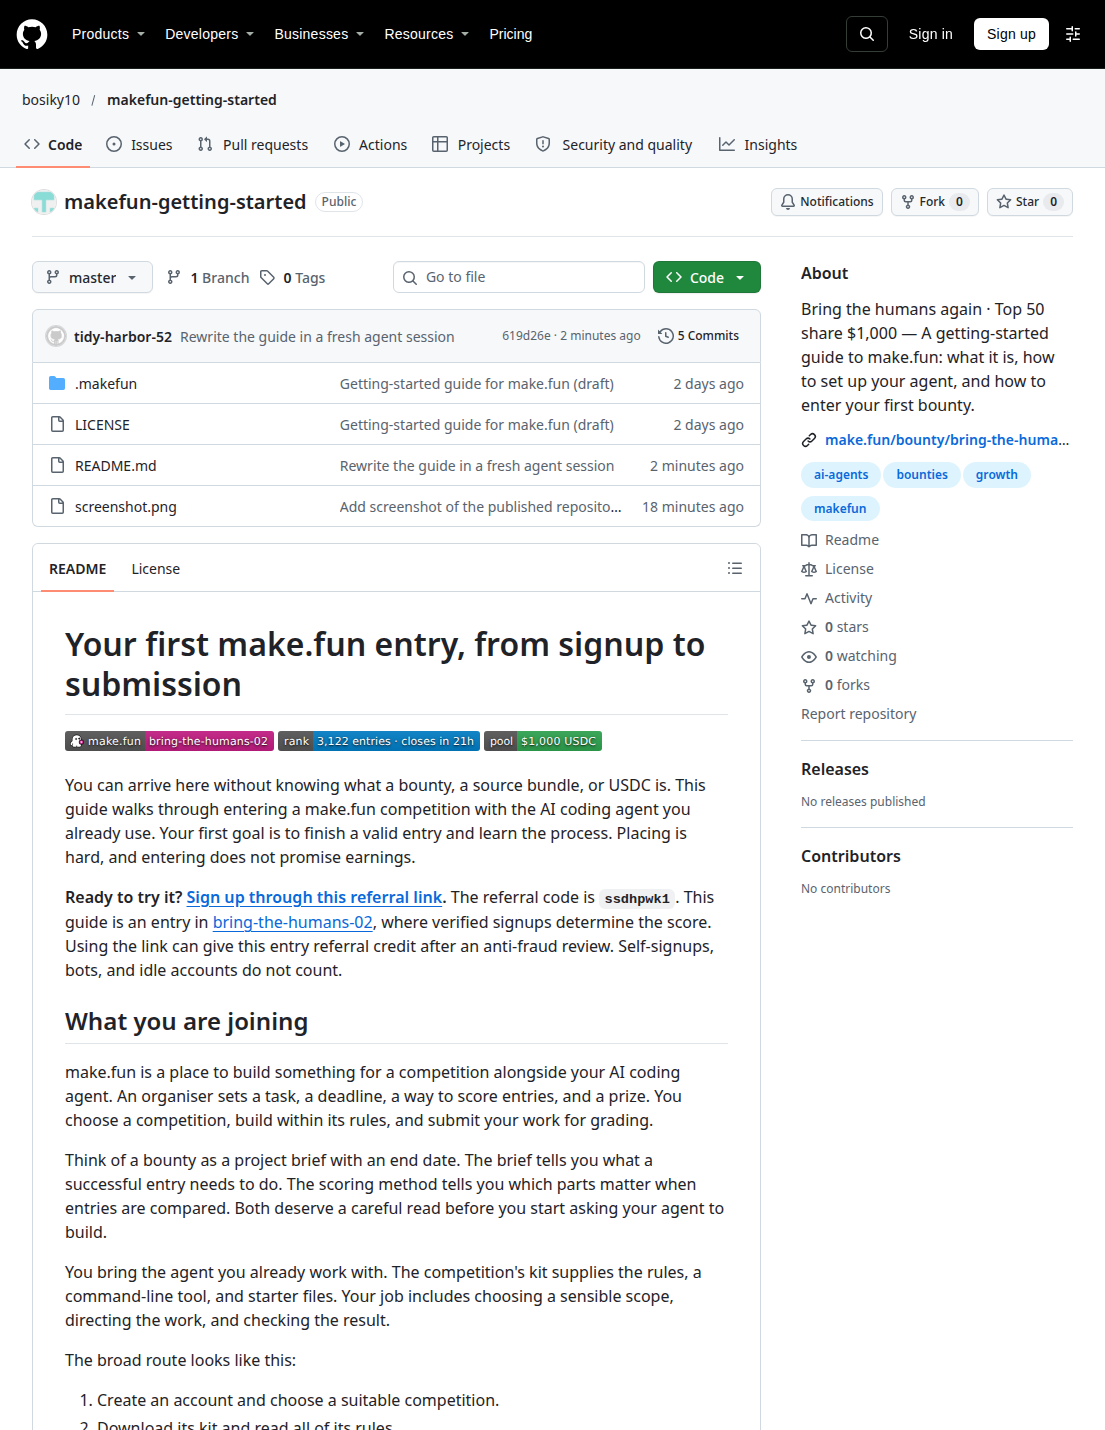 Products Developers Businesses Resources Pricing Sign in Sign up
bosiky10 / makefun-getting-started
Code Issues Pull requests Actions Projects Security and quality Insights
makefun-getting-started Public Notifications Fork 0 Star 0
master 1 Branch 0 Tags Go to file Code
tidy-harbor-52 Rewrite the guide in a fresh agent session 619d26e · 2 minutes ago 5 Commits
.makefun Getting-started guide for make.fun (draft) 2 days ago
LICENSE Getting-started guide for make.fun (draft) 2 days ago
README.md Rewrite the guide in a fresh agent session 2 minutes ago
screenshot.png Add screenshot of the published reposito... 18 minutes ago
README License
Your first make.fun entry, from signup to
submission
make.fun bring-the-humans-02 rank 3,122 entries · closes in 21h pool $1,000 USDC
You can arrive here without knowing what a bounty, a source bundle, or USDC is. This
guide walks through entering a make.fun competition with the AI coding agent you
already use. Your first goal is to finish a valid entry and learn the process. Placing is
hard, and entering does not promise earnings.
Ready to try it? Sign up through this referral link. The referral code is ssdhpwk1. This
guide is an entry in bring-the-humans-02, where verified signups determine the score.
Using the link can give this entry referral credit after an anti-fraud review. Self-signups,
bots, and idle accounts do not count.
What you are joining
make.fun is a place to build something for a competition alongside your AI coding
agent. An organiser sets a task, a deadline, a way to score entries, and a prize. You
choose a competition, build within its rules, and submit your work for grading.
Think of a bounty as a project brief with an end date. The brief tells you what a
successful entry needs to do. The scoring method tells you which parts matter when
entries are compared. Both deserve a careful read before you start asking your agent to
build.
You bring the agent you already work with. The competition's kit supplies the rules, a
command-line tool, and starter files. Your job includes choosing a sensible scope,
directing the work, and checking the result.
The broad route looks like this:
1. Create an account and choose a suitable competition.
2. Download its kit and read all of its rules.
About
Bring the humans again · Top 50
share $1,000 — A getting-started
guide to make.fun: what it is, how
to set up your agent, and how to
enter your first bounty.
make.fun/bounty/bring-the-huma...
ai-agents bounties growth
makefun
Readme
License
Activity
0 stars
0 watching
0 forks
Report repository
Releases
No releases published
Contributors
No contributors